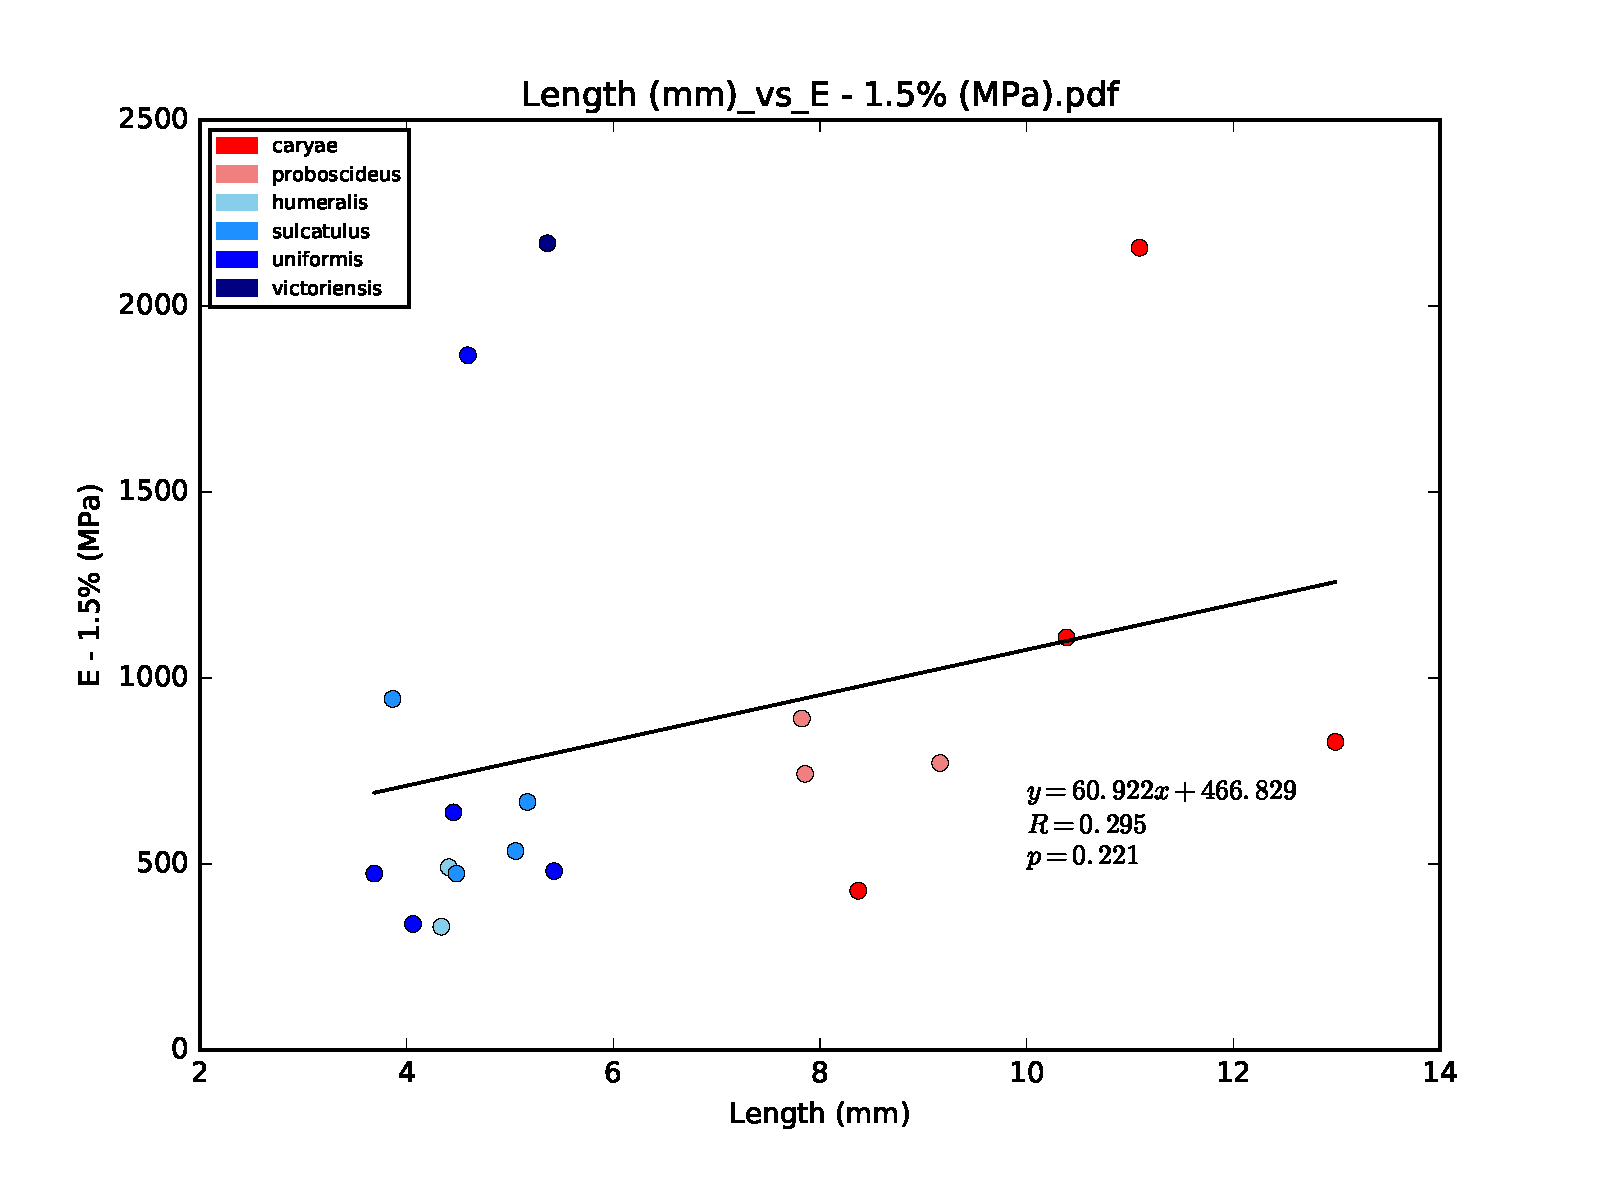 Length (mm)_vs_E - 1.5% (MPa).pdf
2500
2000
1500
1000
500
0
E - 1.5% (MPa)
caryae
proboscideus
humeralis
sulcatulus
uniformis
victoriensis
y=60.922x+466.829
R=0.295
p=0.221
2 4 6 8 10 12 14
Length (mm)